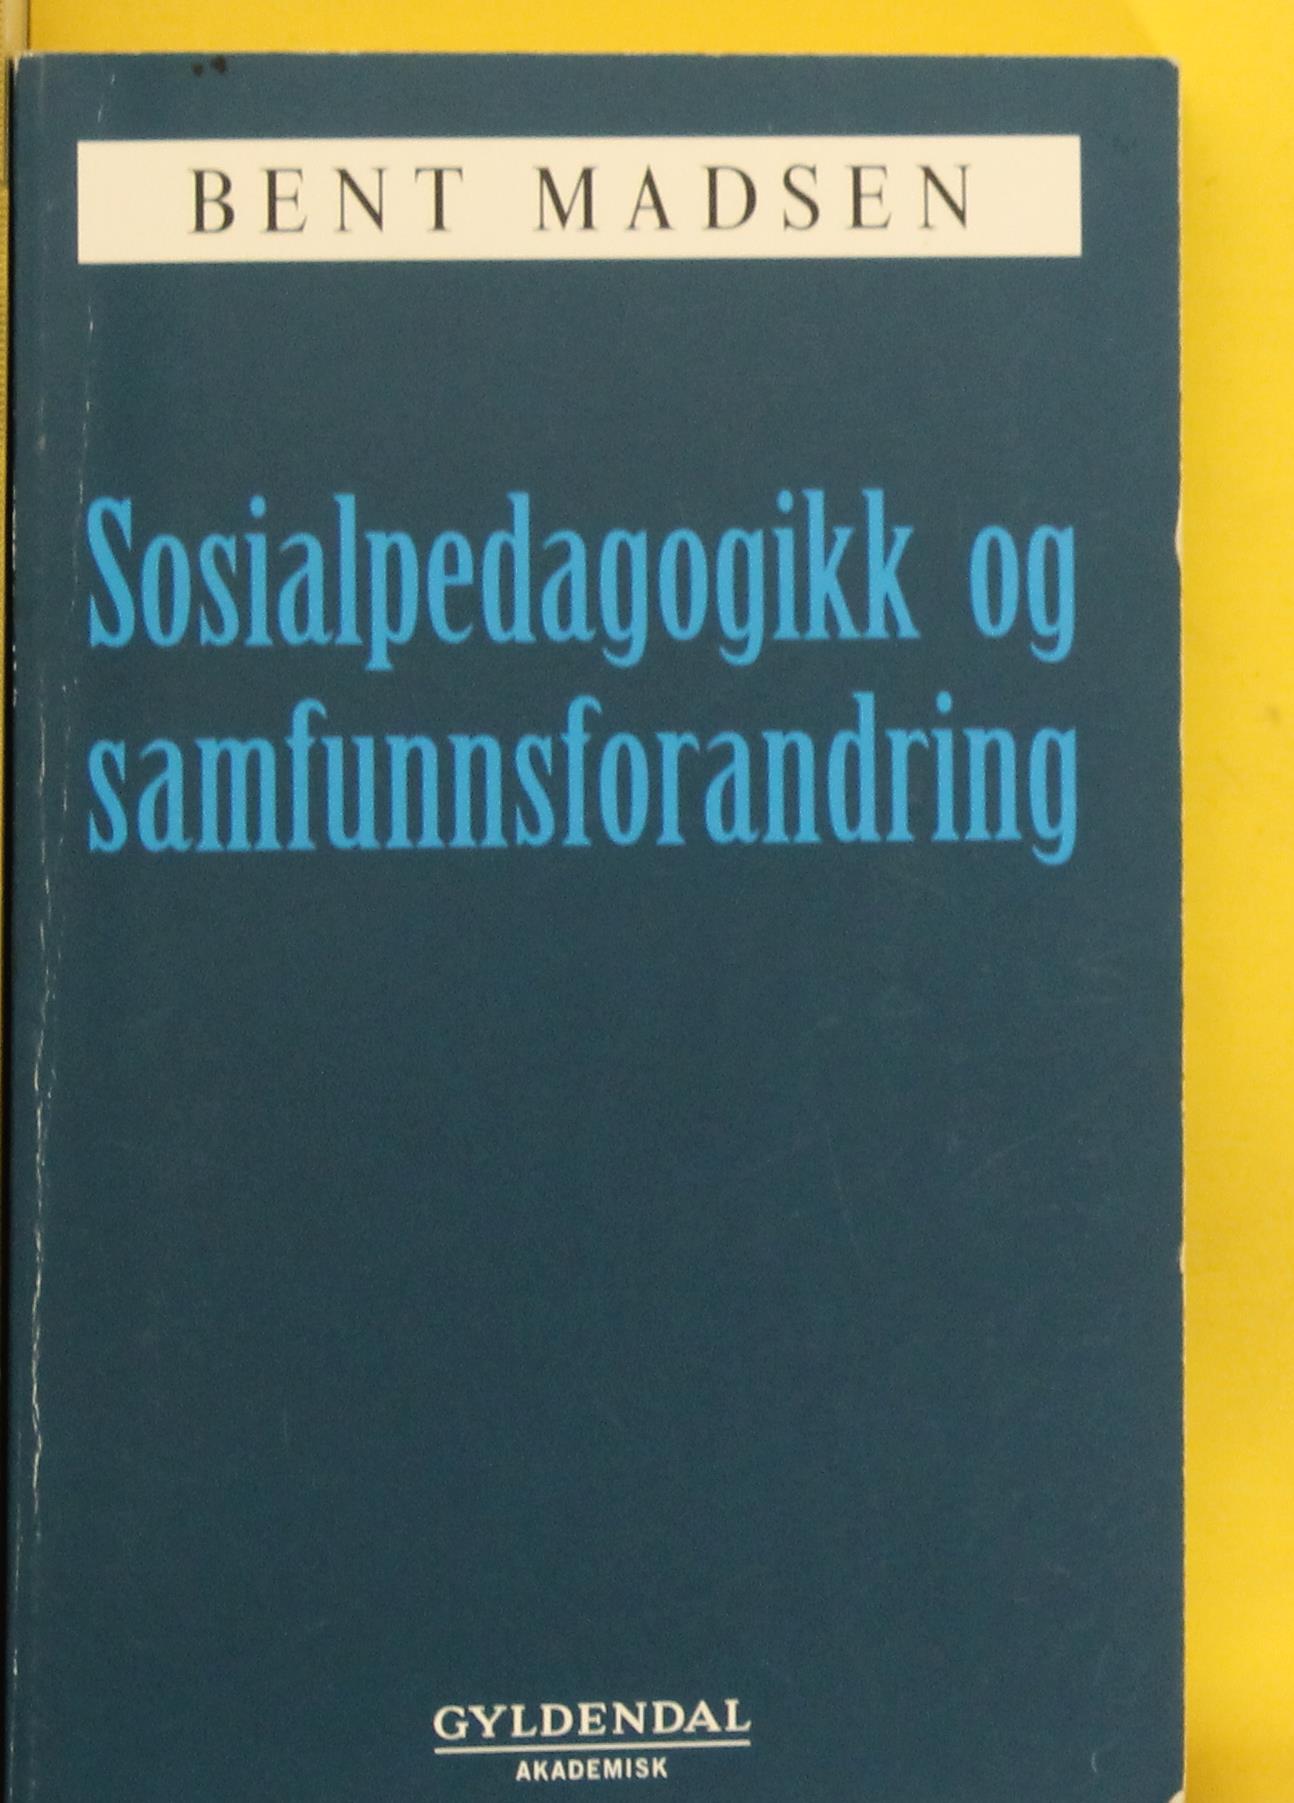 BENT MADSEN
Sosialpedagogikk og
samfunnsforandring
GYLDENDAL
AKADEMISK